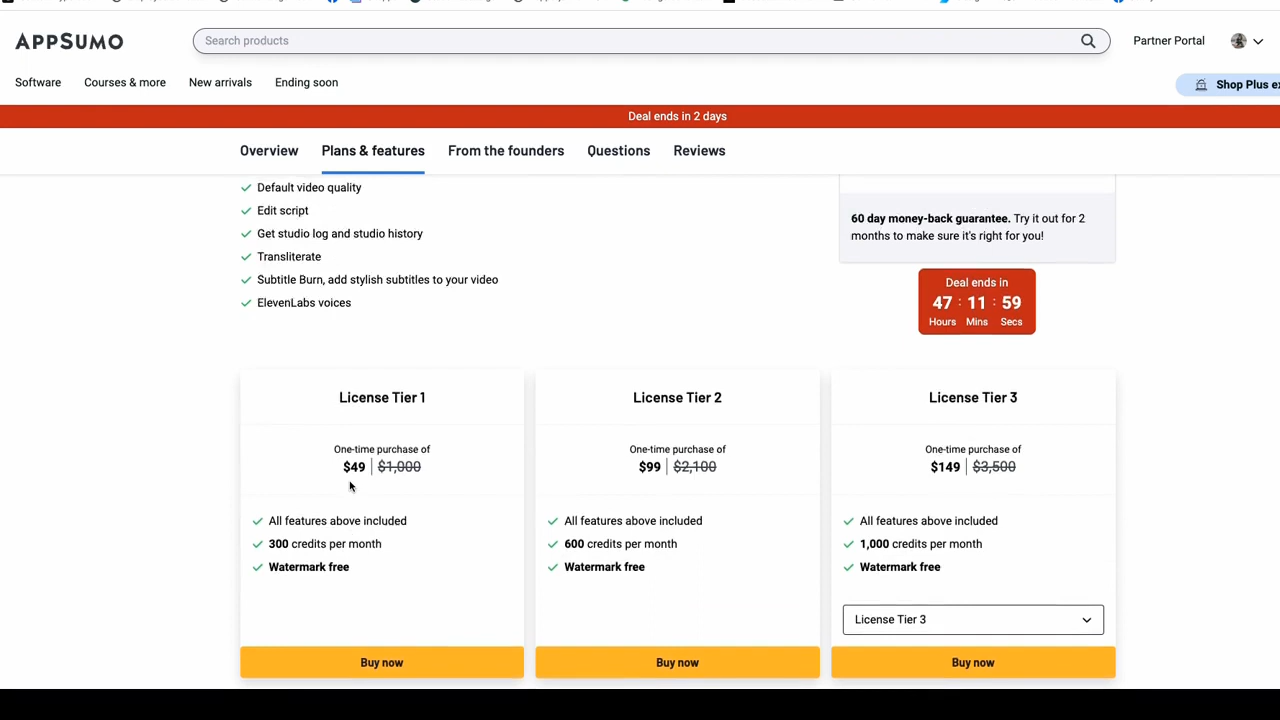 APPSUMO
Search products
Partner Portal
Software
Courses & more
New arrivals
Ending soon
Shop Plus ex
Deal ends in 2 days
Overview
Plans & features
From the founders
Questions
Reviews
Default video quality
Edit script
Get studio log and studio history
Transliterate
Subtitle Burn, add stylish subtitles to your video
ElevenLabs voices
60 day money-back guarantee. Try it out for 2
months to make sure it's right for you!
Deal ends in
47 : 11 : 59
Hours Mins Secs
License Tier 1
One-time purchase of
$49 | $1,000
All features above included
300 credits per month
Watermark free
Buy now
License Tier 2
One-time purchase of
$99 | $2,100
All features above included
600 credits per month
Watermark free
Buy now
License Tier 3
One-time purchase of
$149 | $3,500
All features above included
1,000 credits per month
Watermark free
License Tier 3
Buy now